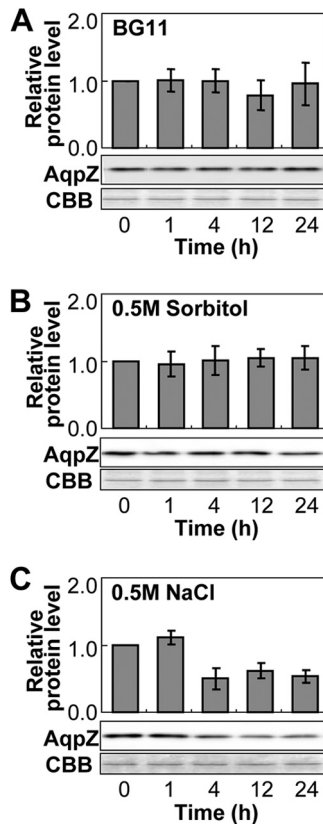 A
BG11
Relative
protein level
2.0
1.0
0.0
AqpZ
CBB
0 1 4 12 24
Time (h)
B
0.5M Sorbitol
Relative
protein level
2.0
1.0
0.0
AqpZ
CBB
0 1 4 12 24
Time (h)
C
0.5M NaCl
Relative
protein level
2.0
1.0
0.0
AqpZ
CBB
0 1 4 12 24
Time (h)